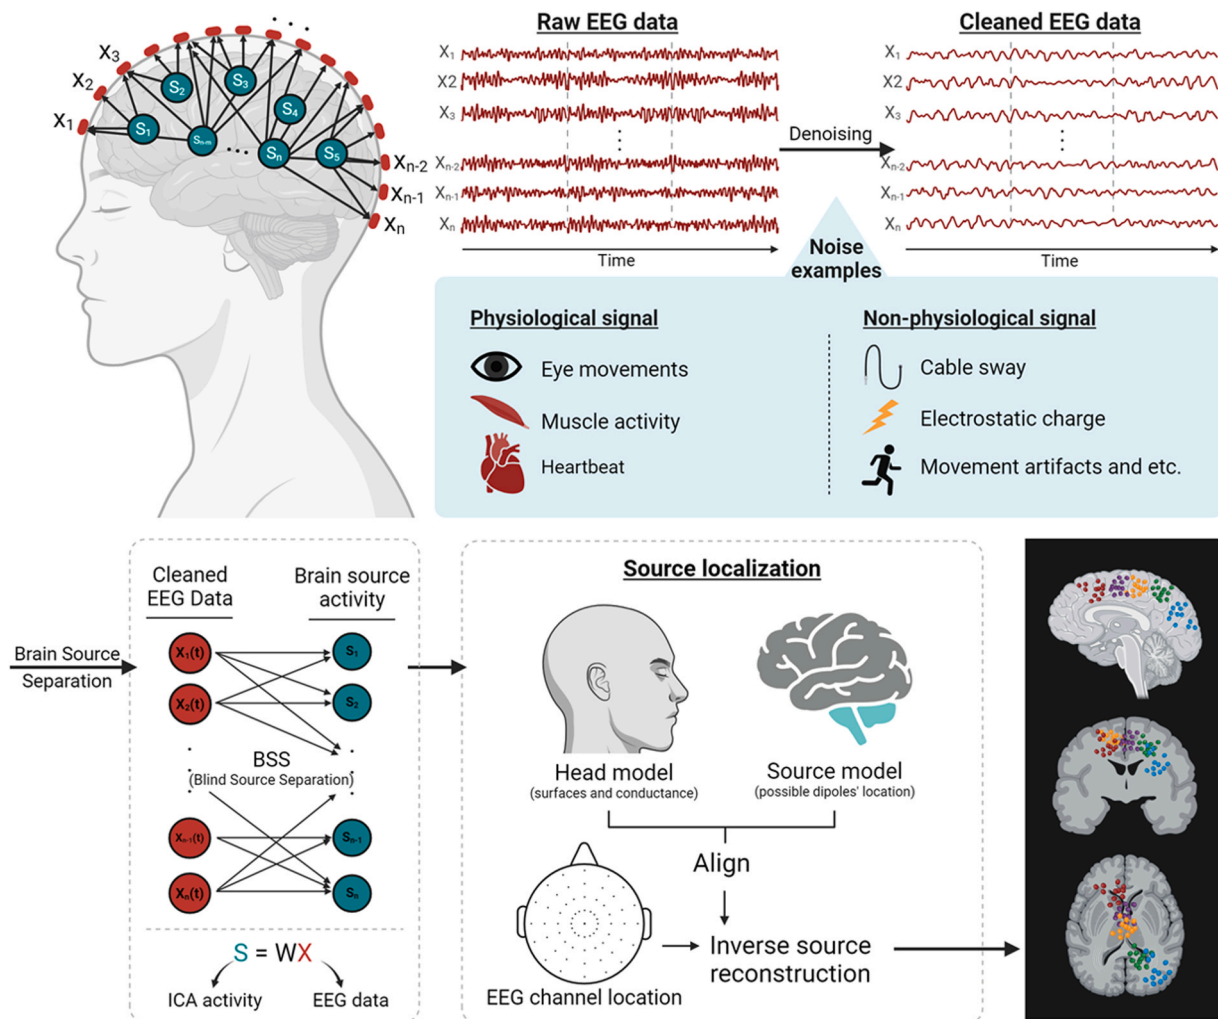 . . .
X3
X2
X1
S2
S3
S4
S1
Sn-m
...
Sn
S5
Xn-2
Xn-1
Xn
Raw EEG data
X1
X2
X3
Xn-2
Xn-1
Xn
Time
Denoising
Cleaned EEG data
X1
X2
X3
Xn-2
Xn-1
Xn
Time
Noise
examples
Physiological signal
Eye movements
Muscle activity
Heartbeat
Non-physiological signal
Cable sway
Electrostatic charge
Movement artifacts and etc.
Brain Source
Separation
Cleaned
EEG Data
Brain source
activity
X1(t)
S1
X2(t)
S2
BSS
(Blind Source Separation)
Xn-1(t)
Sn-1
Xn(t)
Sn
S = WX
ICA activity
EEG data
Source localization
Head model
(surfaces and conductance)
Source model
(possible dipoles' location)
Align
EEG channel location
Inverse source
reconstruction